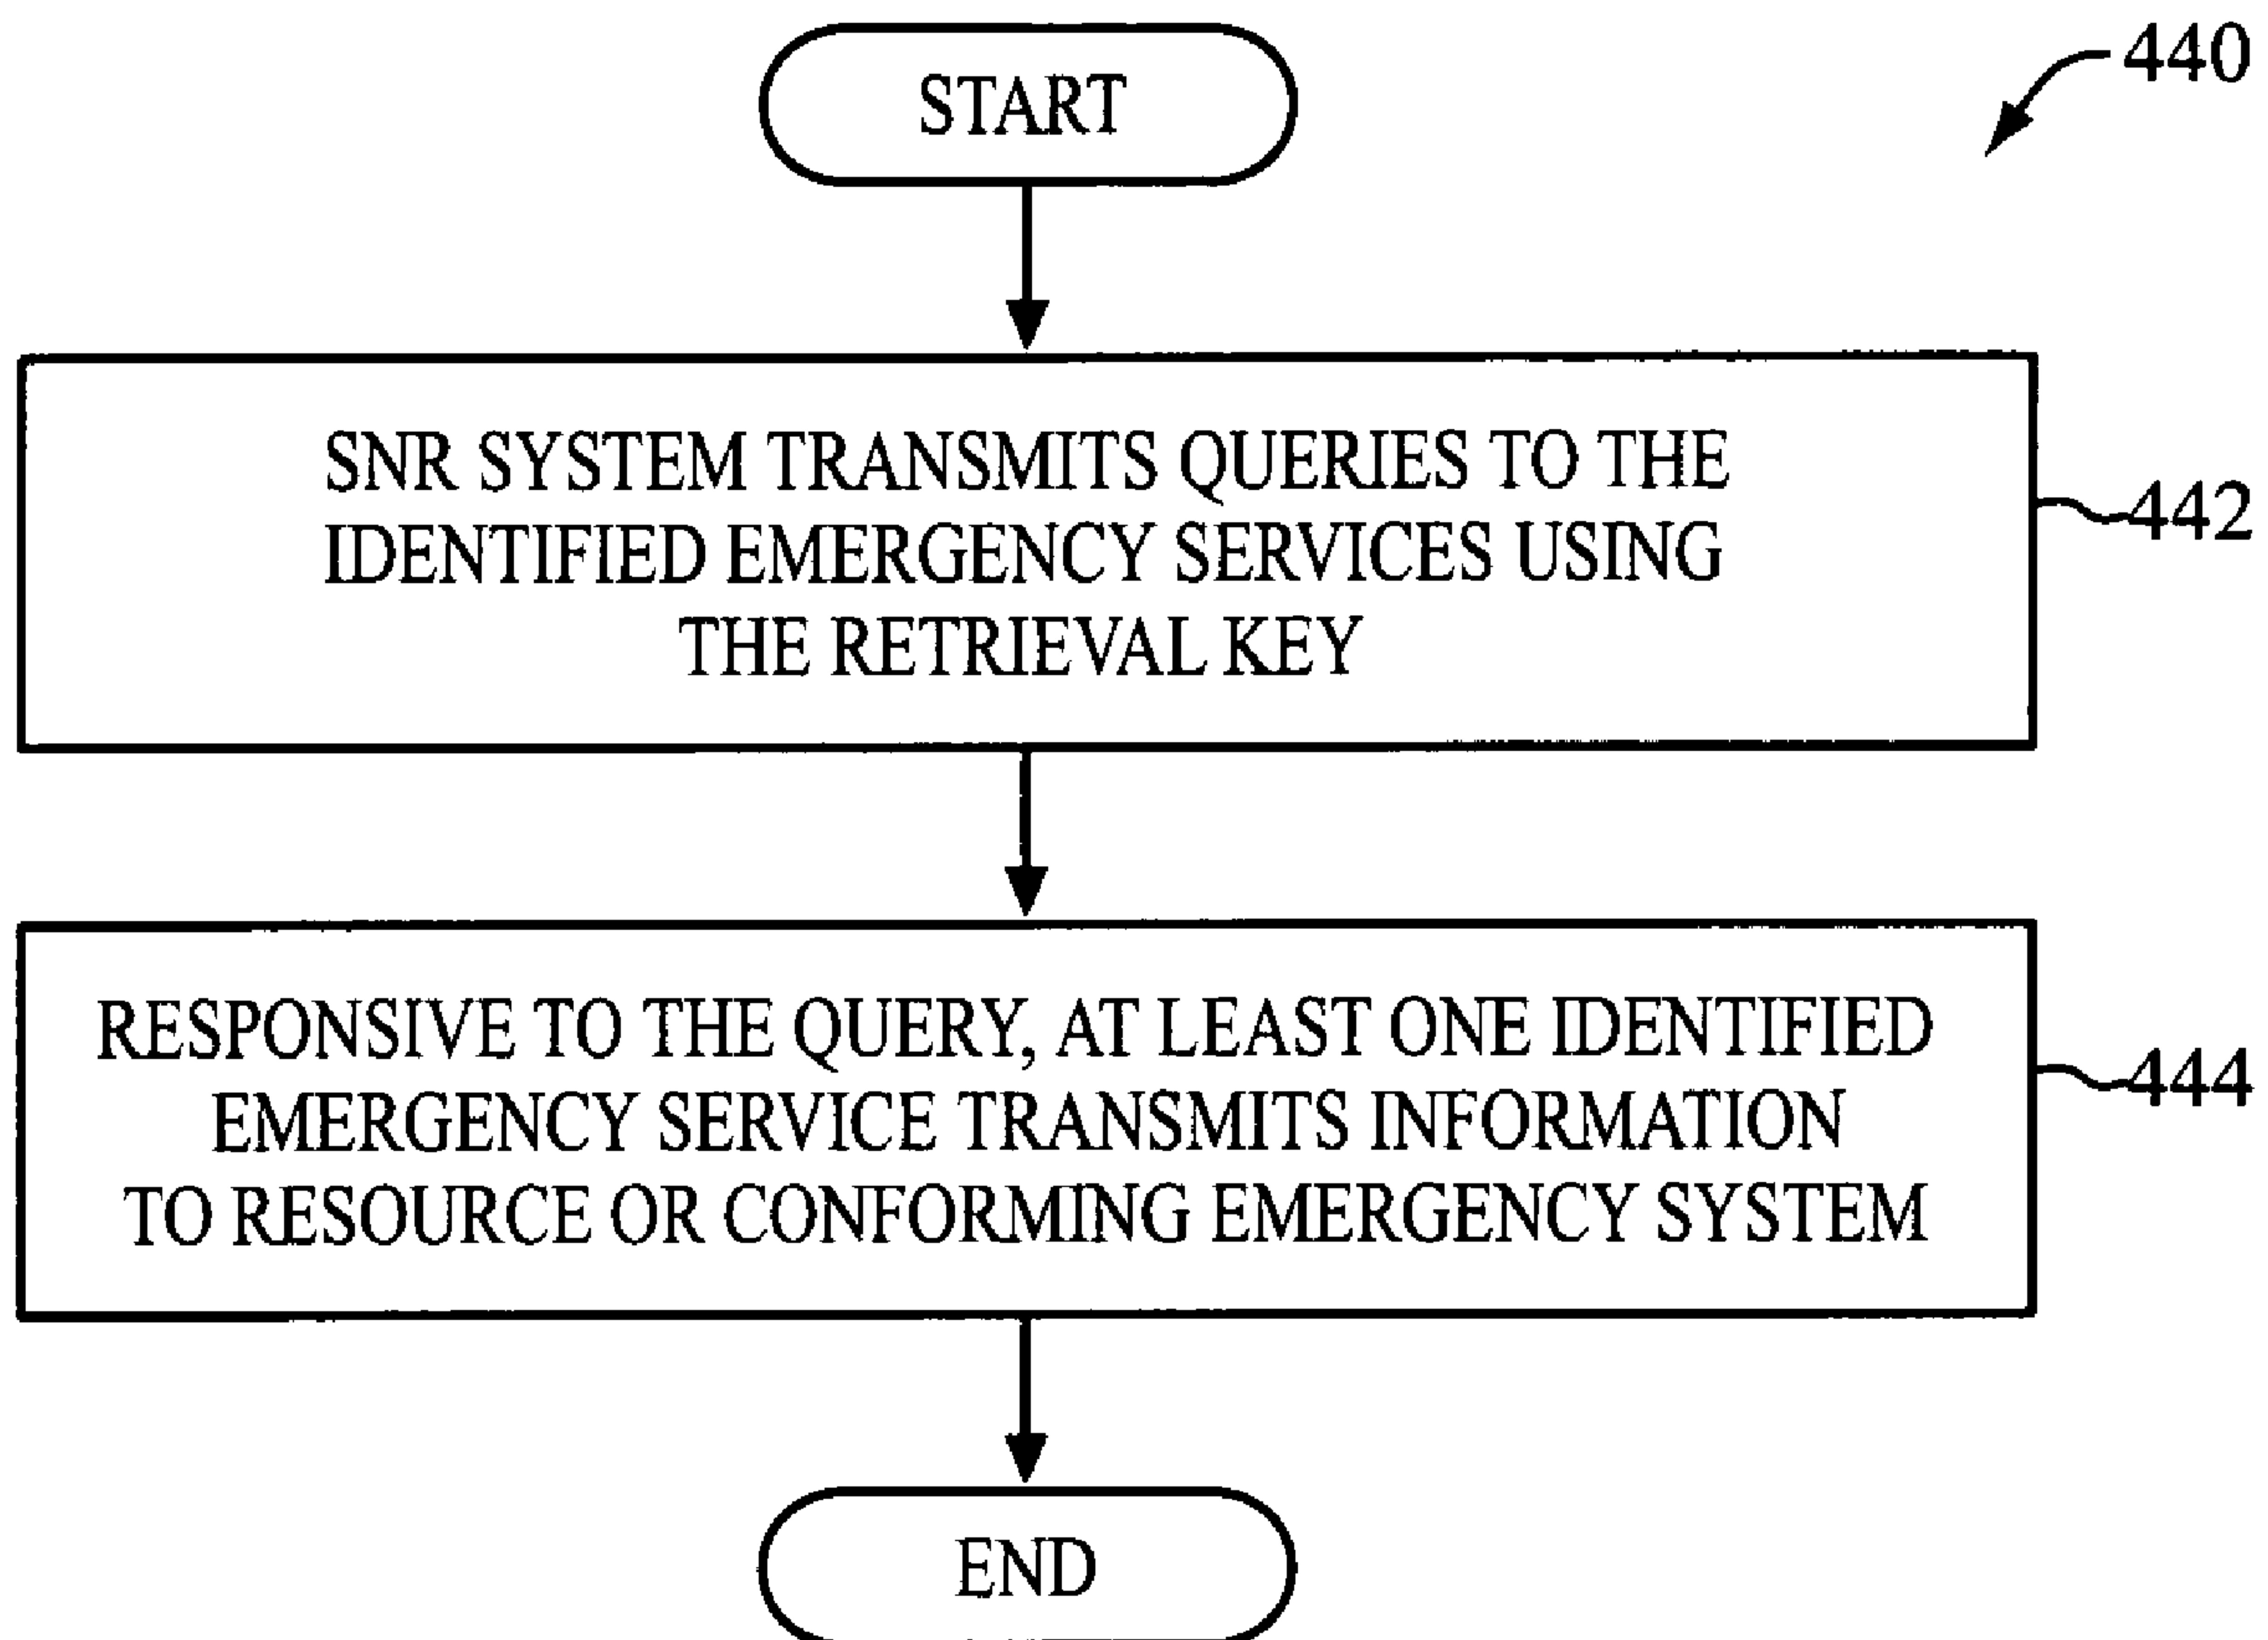 START
440
SNR SYSTEM TRANSMITS QUERIES TO THE
IDENTIFIED EMERGENCY SERVICES USING
THE RETRIEVAL KEY
442
RESPONSIVE TO THE QUERY, AT LEAST ONE IDENTIFIED
EMERGENCY SERVICE TRANSMITS INFORMATION
TO RESOURCE OR CONFORMING EMERGENCY SYSTEM
444
END